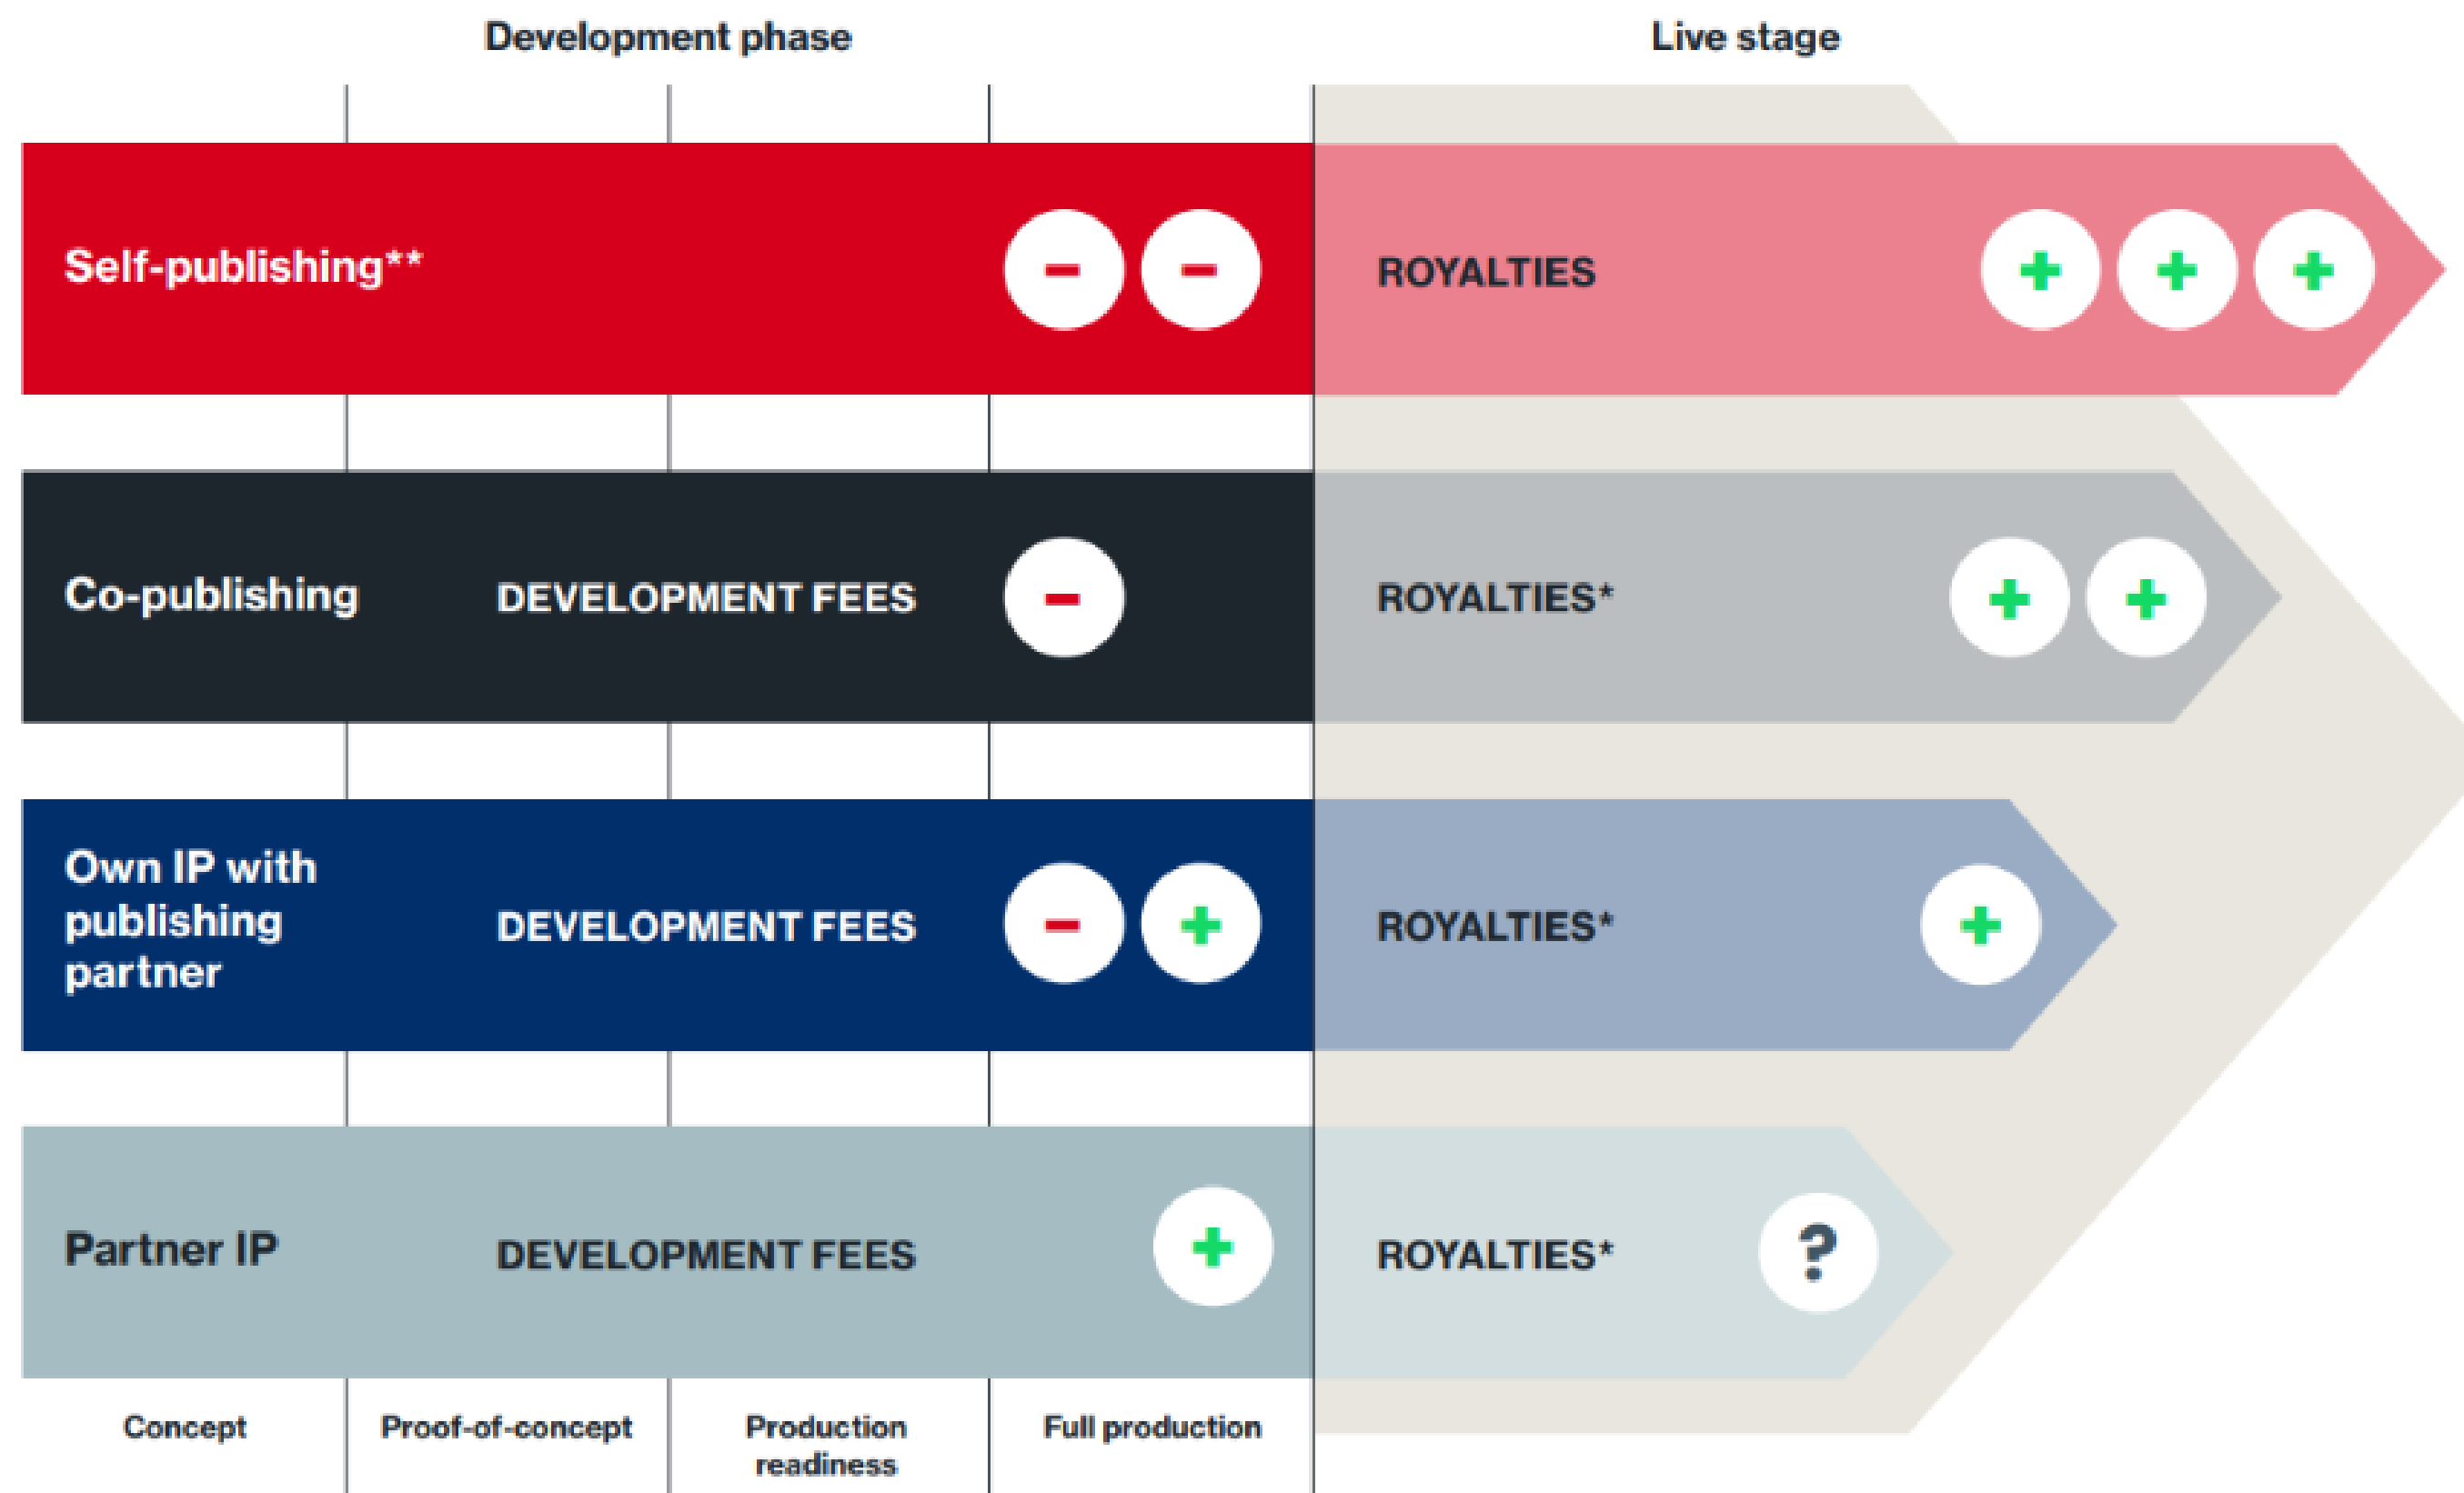 Development phase
Live stage
Self-publishing**
− −
ROYALTIES
+ + +
Co-publishing
DEVELOPMENT FEES
−
ROYALTIES*
+ +
Own IP with
publishing
partner
DEVELOPMENT FEES
− +
ROYALTIES*
+
Partner IP
DEVELOPMENT FEES
+
ROYALTIES*
?
Concept
Proof-of-concept
Production
readiness
Full production